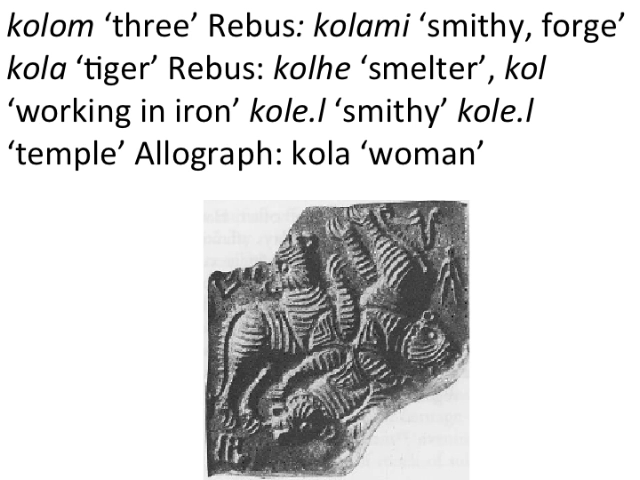 kolom ‘three’ Rebus: kolami ‘smithy, forge’
kola ‘tiger’ Rebus: kolhe ‘smelter’, kol
‘working in iron’ kole.l ‘smithy’ kole.l
‘temple’ Allograph: kola ‘woman’